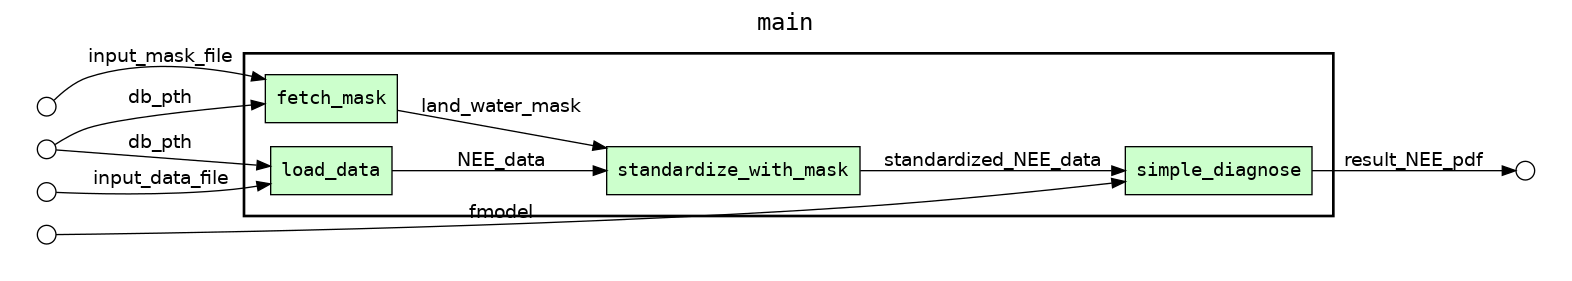 main
input_mask_file
db_pth
fetch_mask
land_water_mask
db_pth
input_data_file
load_data
NEE_data
standardize_with_mask
standardized_NEE_data
simple_diagnose
result_NEE_pdf
fmodel